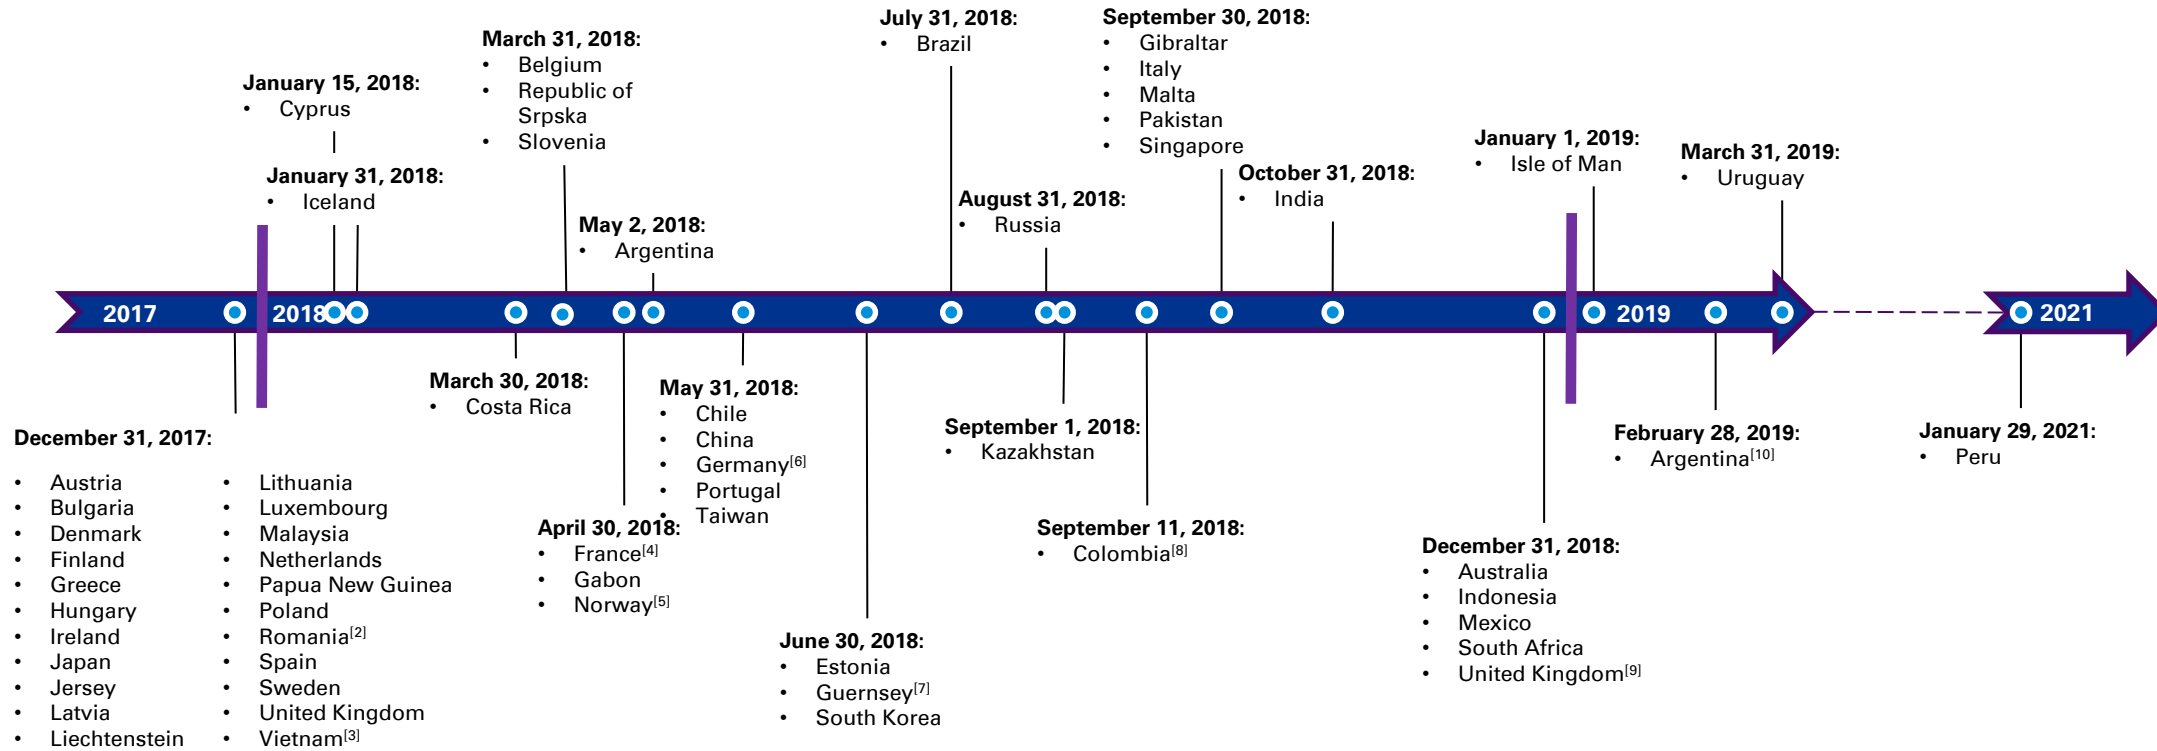 July 31, 2018:
• Brazil
September 30, 2018:
• Gibraltar
• Italy
• Malta
• Pakistan
• Singapore
March 31, 2018:
• Belgium
• Republic of
Srpska
• Slovenia
January 15, 2018:
• Cyprus
January 31, 2018:
• Iceland
May 2, 2018:
• Argentina
August 31, 2018:
• Russia
October 31, 2018:
• India
January 1, 2019:
• Isle of Man
March 31, 2019:
• Uruguay
2017
2018
2019
2021
December 31, 2017:
• Austria
• Bulgaria
• Denmark
• Finland
• Greece
• Hungary
• Ireland
• Japan
• Jersey
• Latvia
• Liechtenstein
• Lithuania
• Luxembourg
• Malaysia
• Netherlands
• Papua New Guinea
• Poland
• Romania[2]
• Spain
• Sweden
• United Kingdom
• Vietnam[3]
March 30, 2018:
• Costa Rica
April 30, 2018:
• France[4]
• Gabon
• Norway[5]
May 31, 2018:
• Chile
• China
• Germany[6]
• Portugal
• Taiwan
June 30, 2018:
• Estonia
• Guernsey[7]
• South Korea
September 1, 2018:
• Kazakhstan
September 11, 2018:
• Colombia[8]
December 31, 2018:
• Australia
• Indonesia
• Mexico
• South Africa
• United Kingdom[9]
February 28, 2019:
• Argentina[10]
January 29, 2021:
• Peru